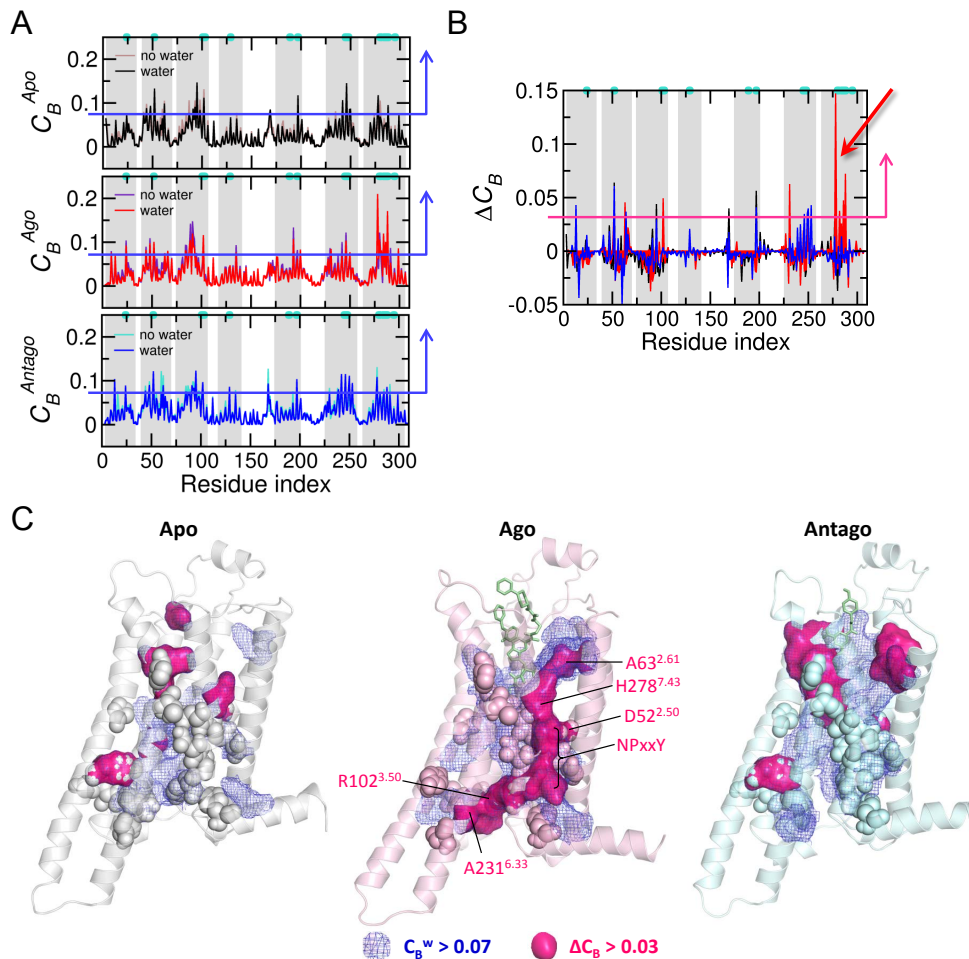 A
B
C_B^Apo
0.2
0.1
0
no water
water
C_B^Ago
0.2
0.1
0
no water
water
C_B^Antago
0.2
0.1
0
no water
water
0 50 100 150 200 250 300
Residue index
ΔC_B
0.15
0.10
0.05
0
-0.05
0 50 100 150 200 250 300
Residue index
C
Apo
Ago
Antago
A63^2.61
H278^7.43
D52^2.50
NPxxY
R102^3.50
A231^6.33
C_B^w > 0.07
ΔC_B > 0.03